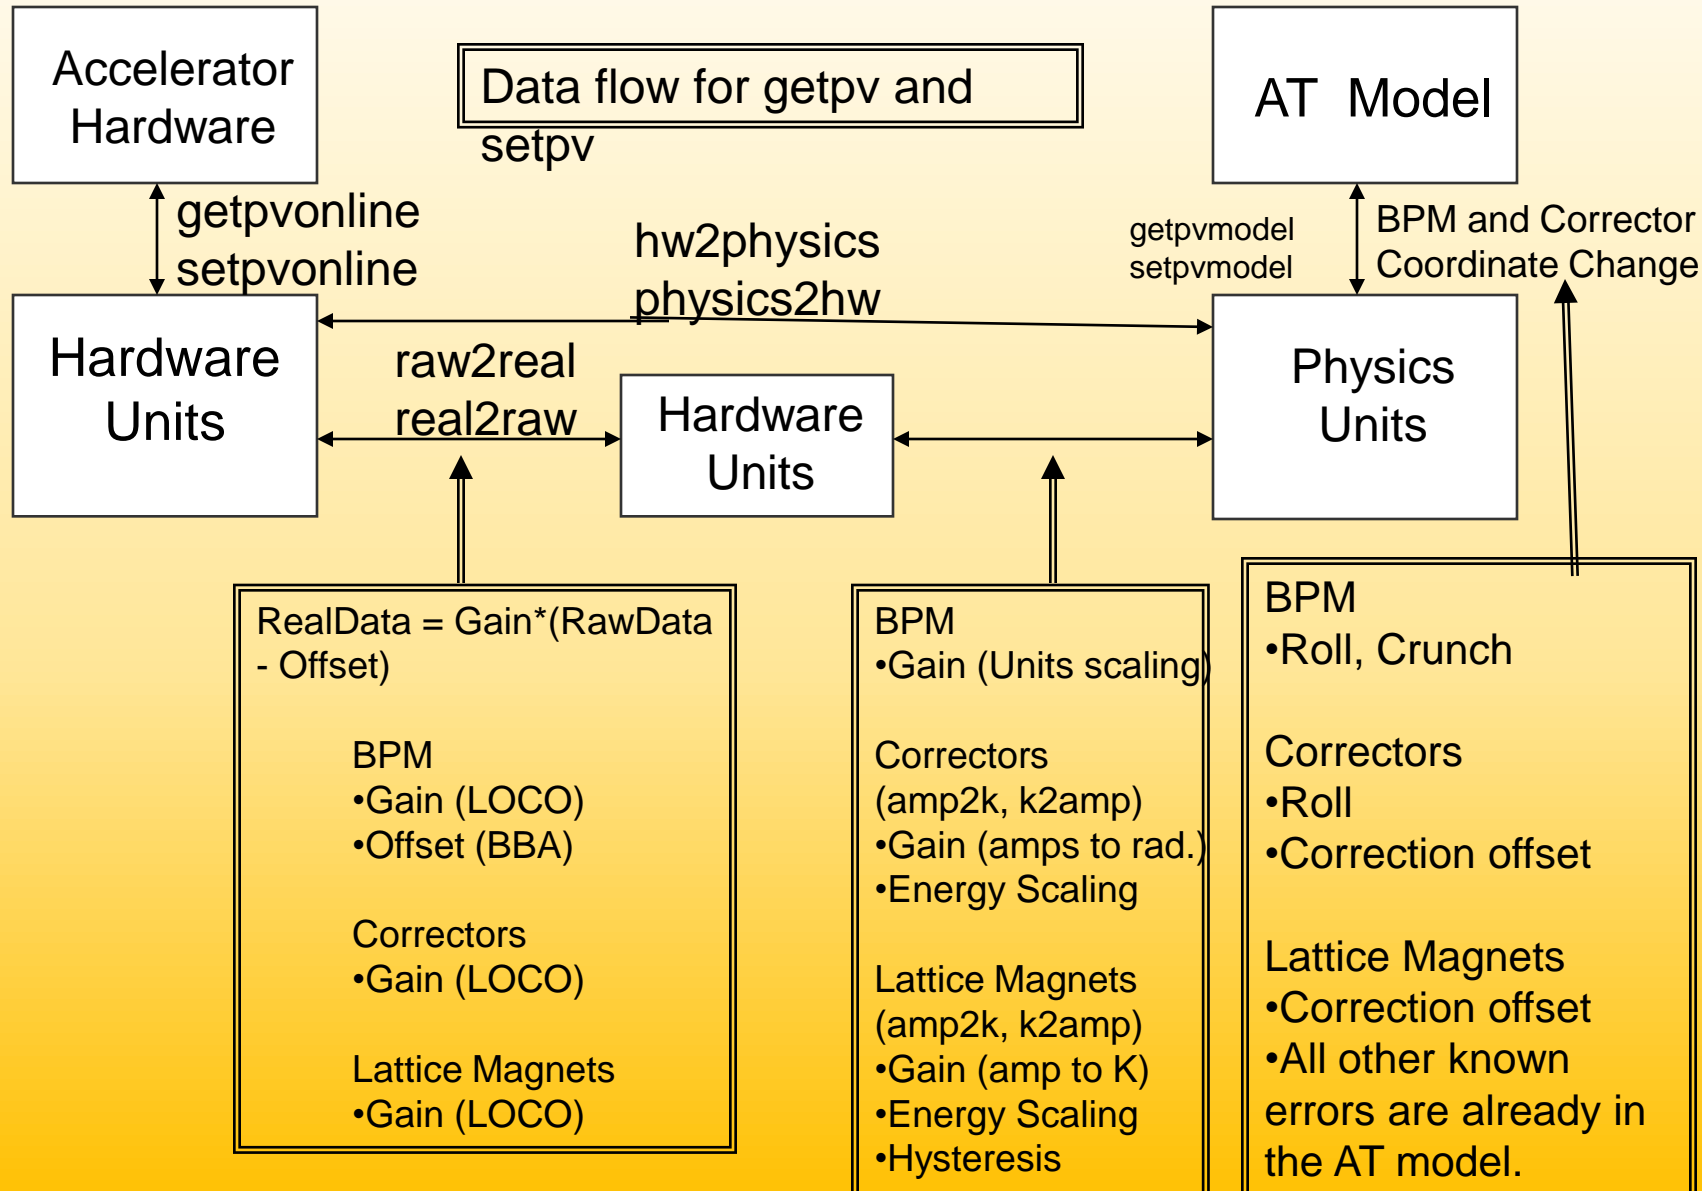 Accelerator
Hardware
Data flow for getpv and
setpv
AT  Model
getpvonline
setpvonline
hw2physics
physics2hw
getpvmodel
setpvmodel
BPM and Corrector
Coordinate Change
Hardware
Units
raw2real
real2raw
Hardware
Units
Physics
Units
RealData = Gain*(RawData
- Offset)
BPM
•Gain (LOCO)
•Offset (BBA)
Correctors
•Gain (LOCO)
Lattice Magnets
•Gain (LOCO)
BPM
•Gain (Units scaling)
Correctors
(amp2k, k2amp)
•Gain (amps to rad.)
•Energy Scaling
Lattice Magnets
(amp2k, k2amp)
•Gain (amp to K)
•Energy Scaling
•Hysteresis
BPM
•Roll, Crunch
Correctors
•Roll
•Correction offset
Lattice Magnets
•Correction offset
•All other known
errors are already in
the AT model.